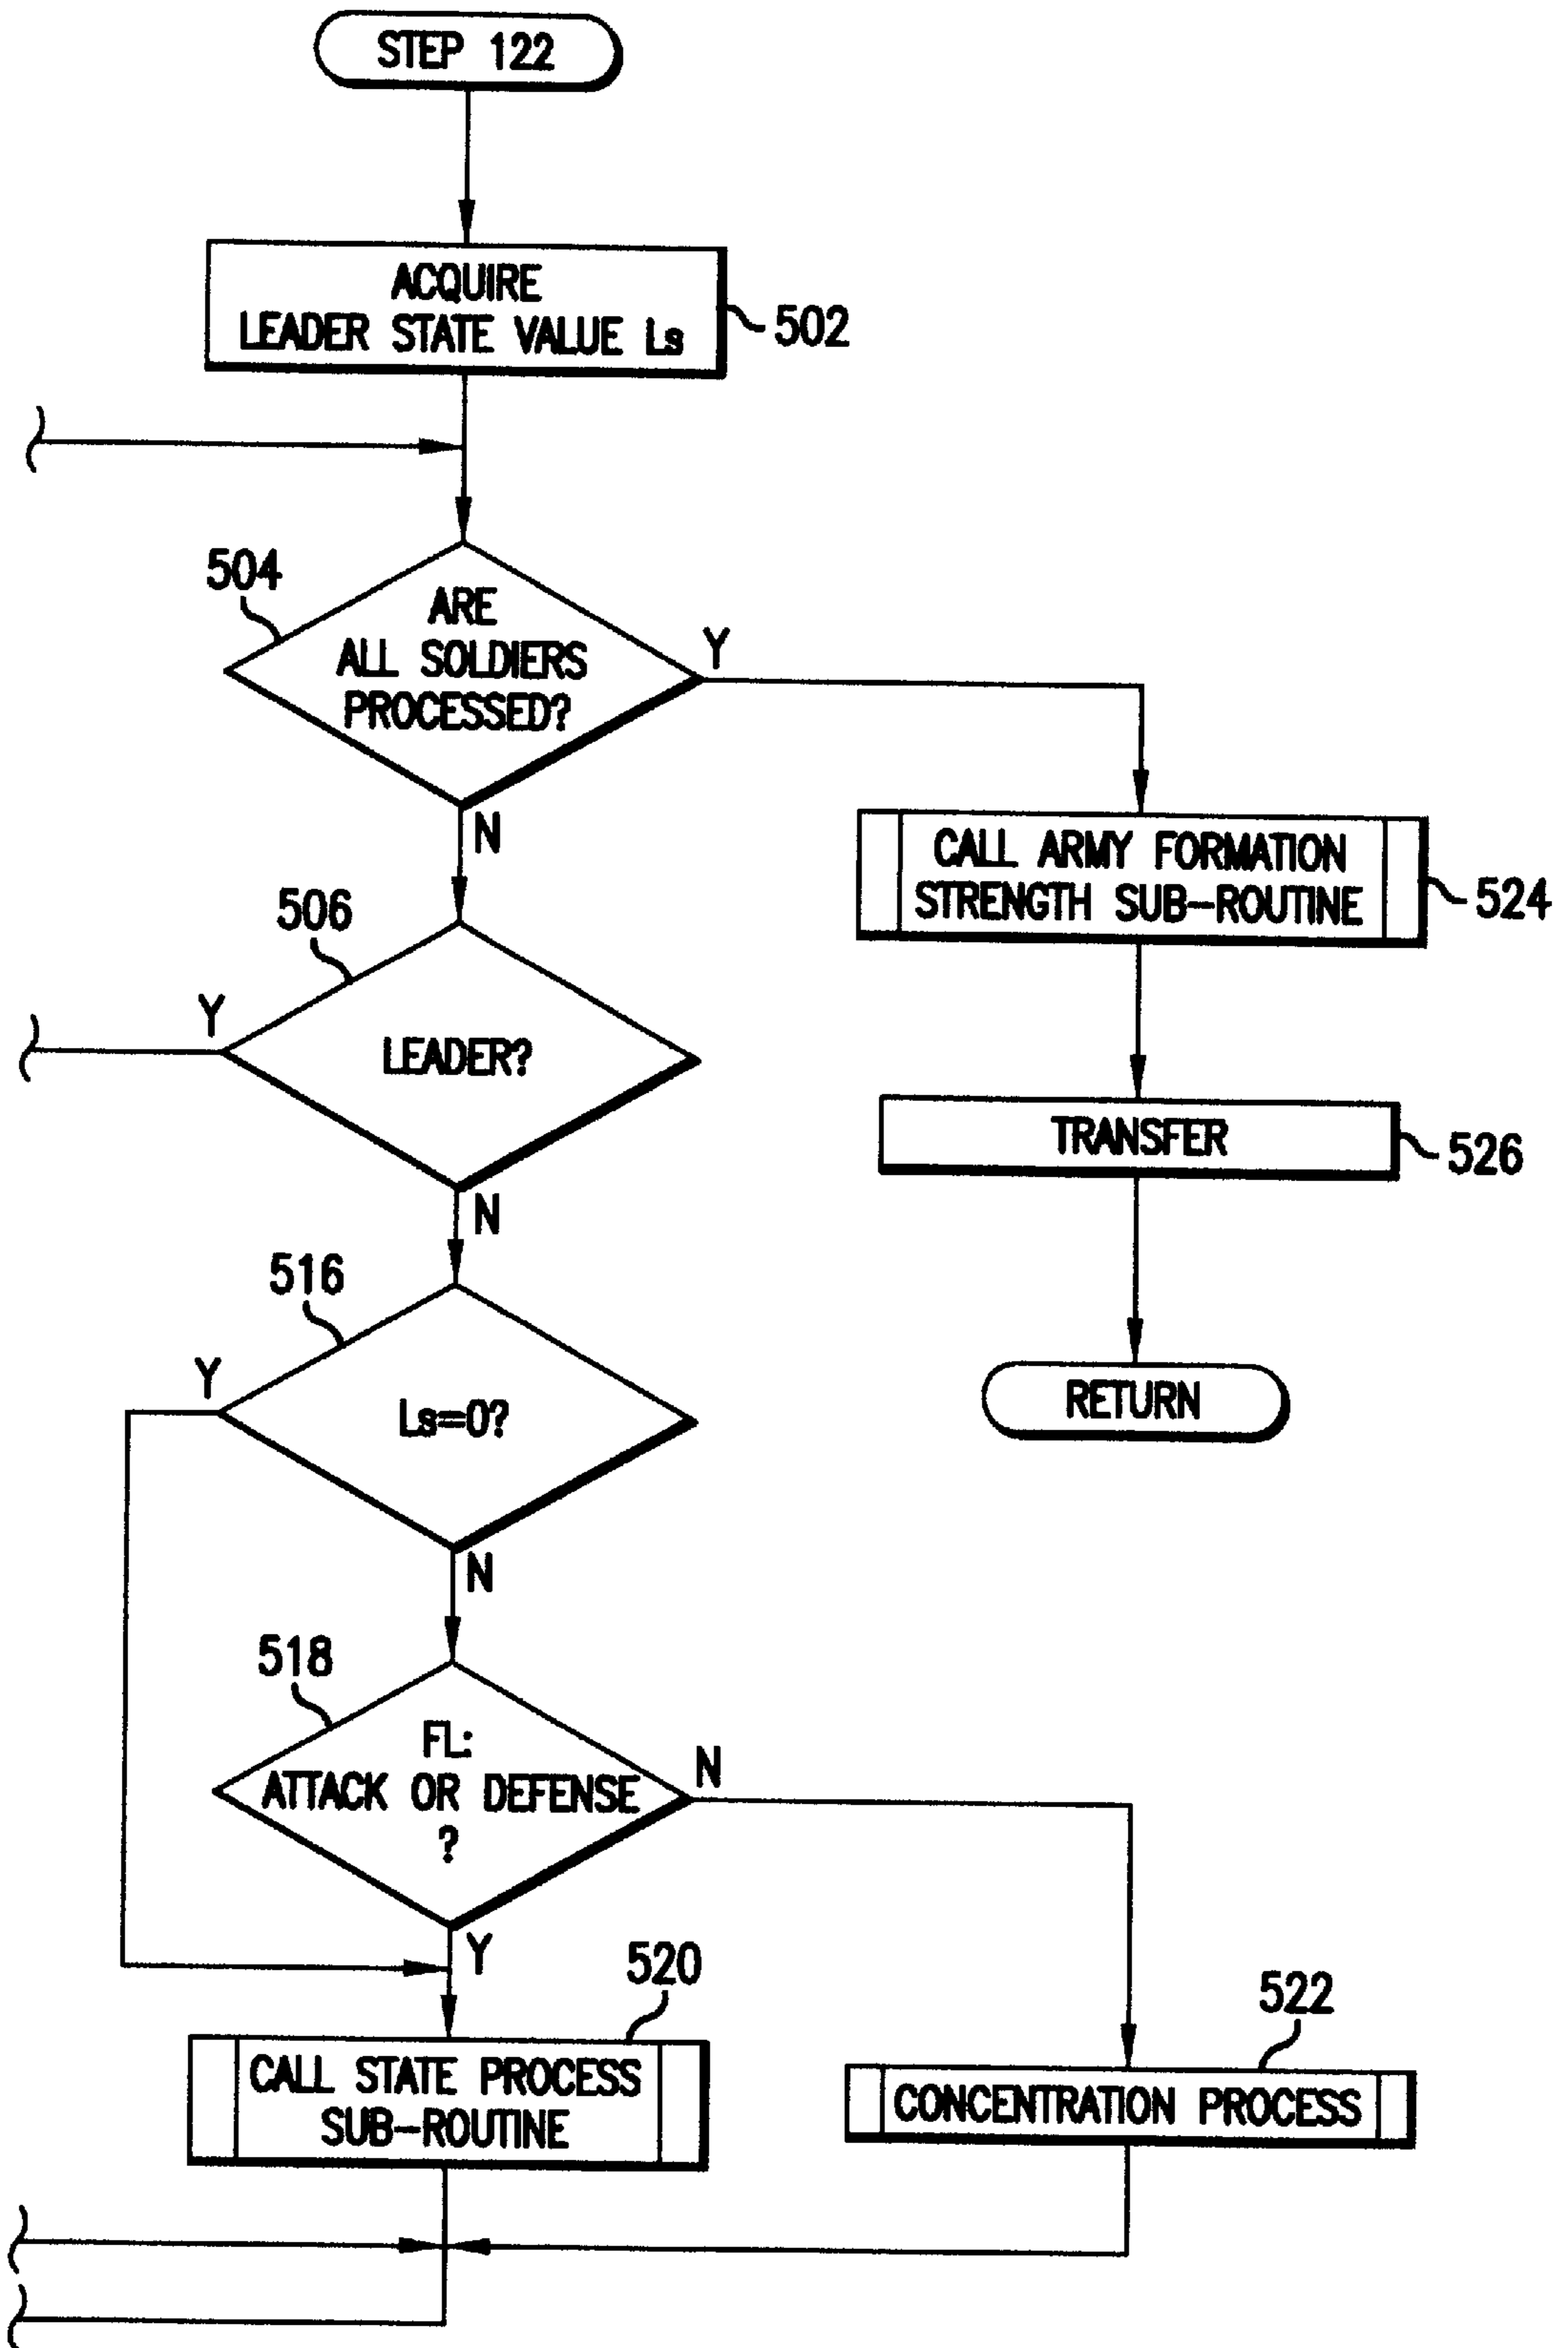 STEP 122
ACQUIRE
LEADER STATE VALUE Ls
502
504
ARE
ALL SOLDIERS
PROCESSED?
Y
N
CALL ARMY FORMATION
STRENGTH SUB-ROUTINE
524
506
Y
LEADER?
N
TRANSFER
526
516
Y
Ls=0?
N
RETURN
518
FL:
ATTACK OR DEFENSE
?
N
Y
520
CALL STATE PROCESS
SUB-ROUTINE
522
CONCENTRATION PROCESS